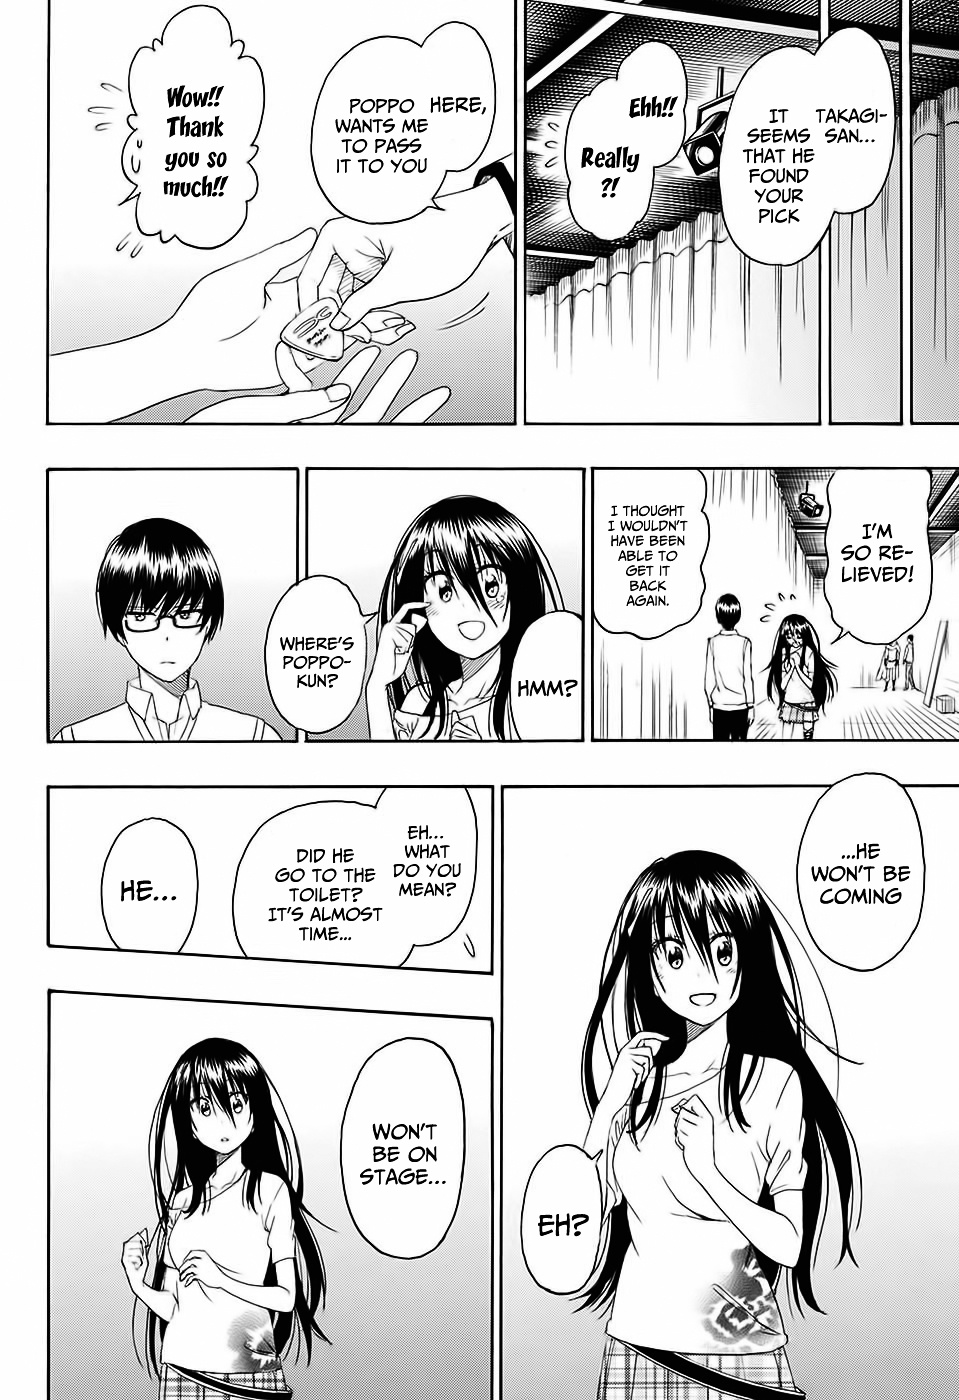 TAKAGI-
SAN...
IT
SEEMS
THAT HE
FOUND
YOUR
PICK
Ehh!!
Really
?!
HERE,
POPPO
WANTS ME
TO PASS
IT TO YOU
Wow!!
Thank
you so
much!!
I'M
SO RE-
LIEVED!
I THOUGHT
I WOULDN'T
HAVE BEEN
ABLE TO
GET IT
BACK
AGAIN.
HMM?
WHERE'S
POPPO-
KUN?
...HE
WON'T BE
COMING
EH?
EH...
WHAT
DO YOU
MEAN?
DID HE
GO TO THE
TOILET?
IT'S ALMOST
TIME...
HE...
WON'T
BE ON
STAGE...